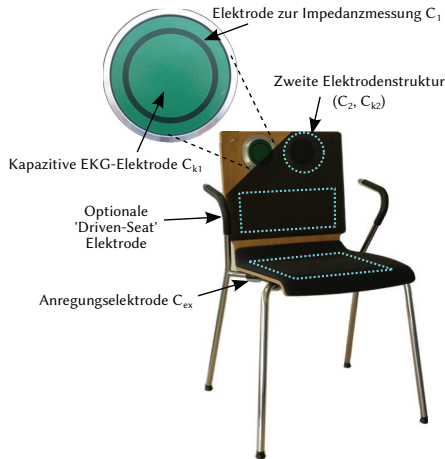 Elektrode zur Impedanzmessung C₁
Zweite Elektrodenstruktur
(C₂, Cₖ₂)
Kapazitive EKG-Elektrode Cₖ₁
Optionale
'Driven-Seat'
Elektrode
Anregungselektrode Cₑₓ